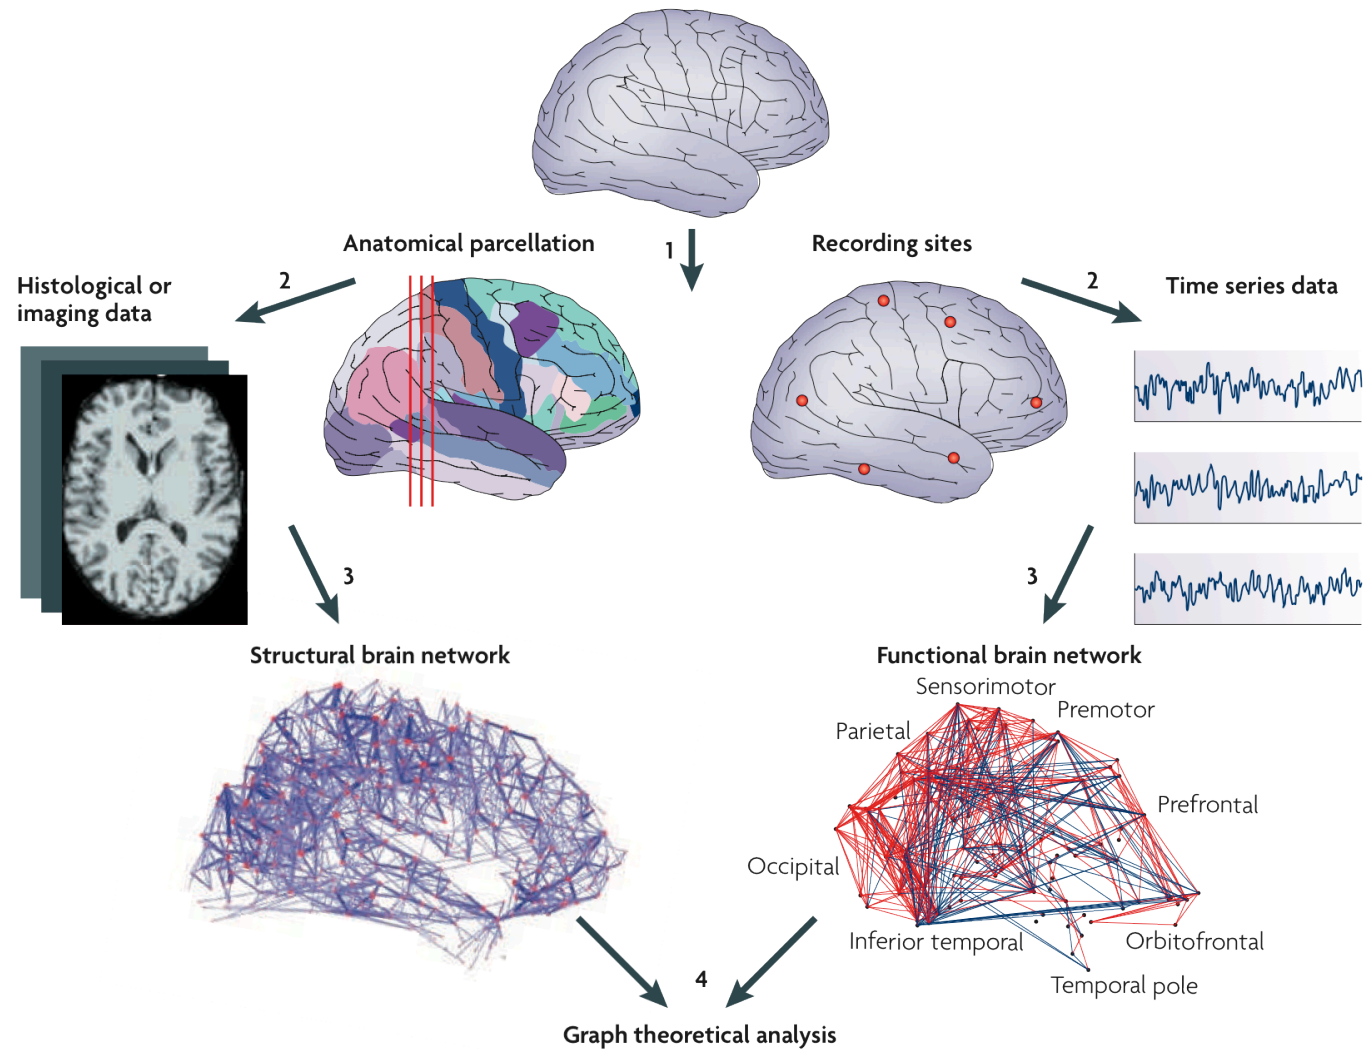 Anatomical parcellation
1
Recording sites
Histological or
imaging data
2
2
Time series data
3
3
Structural brain network
Functional brain network
Sensorimotor
Premotor
Parietal
Prefrontal
Occipital
Inferior temporal
Orbitofrontal
Temporal pole
4
Graph theoretical analysis